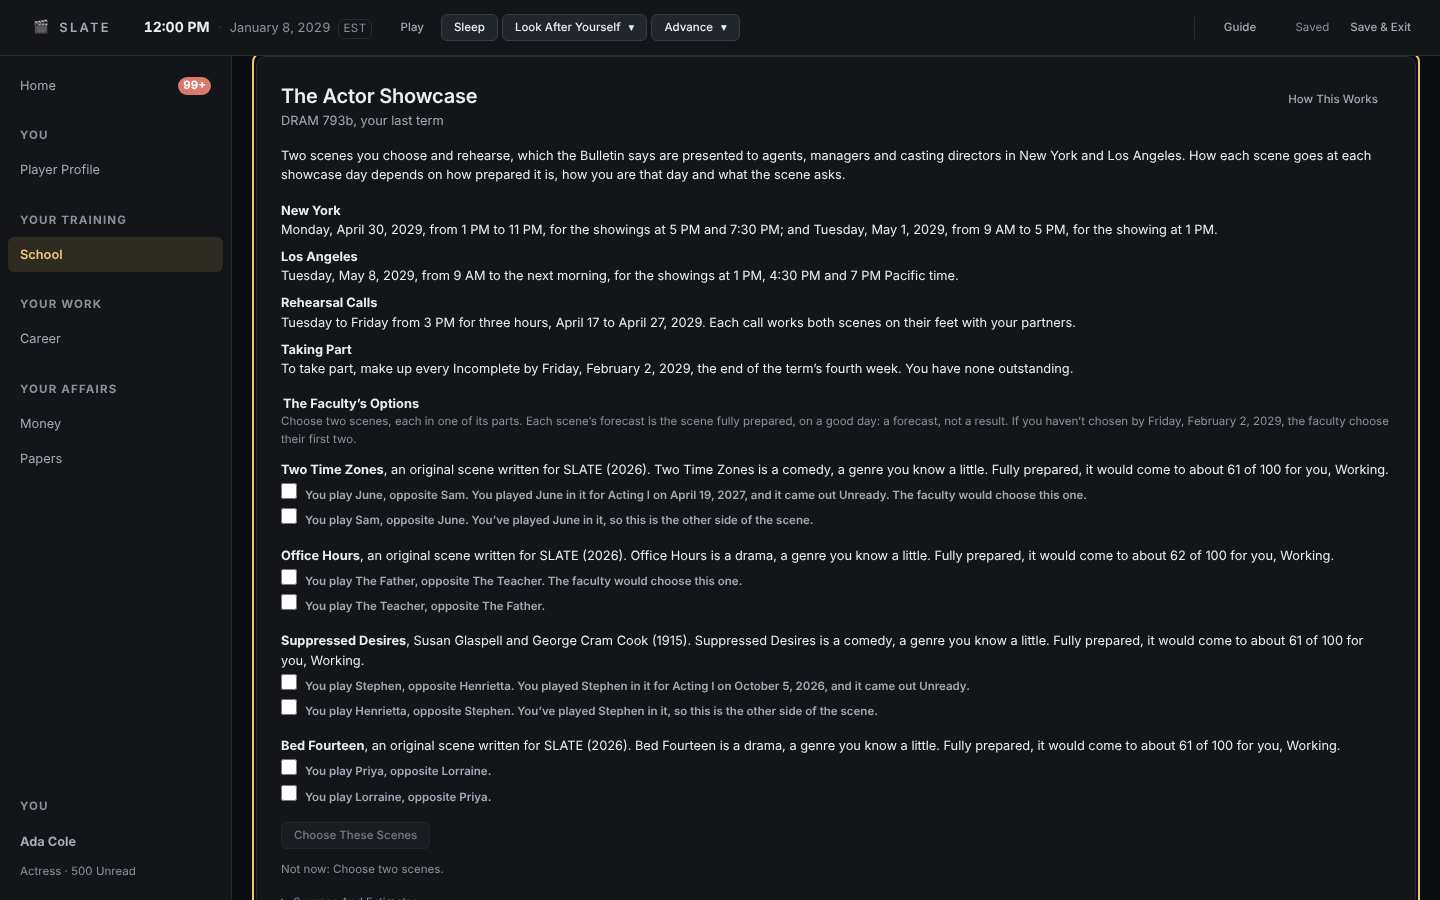 SLATE
12:00 PM · January 8, 2029 EST
Play
Sleep
Look After Yourself ▾
Advance ▾
Guide
Saved
Save & Exit
Home
99+
YOU
Player Profile
YOUR TRAINING
School
YOUR WORK
Career
YOUR AFFAIRS
Money
Papers
YOU
Ada Cole
Actress · 500 Unread
The Actor Showcase
How This Works
DRAM 793b, your last term
Two scenes you choose and rehearse, which the Bulletin says are presented to agents, managers and casting directors in New York and Los Angeles. How each scene goes at each
showcase day depends on how prepared it is, how you are that day and what the scene asks.
New York
Monday, April 30, 2029, from 1 PM to 11 PM, for the showings at 5 PM and 7:30 PM; and Tuesday, May 1, 2029, from 9 AM to 5 PM, for the showing at 1 PM.
Los Angeles
Tuesday, May 8, 2029, from 9 AM to the next morning, for the showings at 1 PM, 4:30 PM and 7 PM Pacific time.
Rehearsal Calls
Tuesday to Friday from 3 PM for three hours, April 17 to April 27, 2029. Each call works both scenes on their feet with your partners.
Taking Part
To take part, make up every Incomplete by Friday, February 2, 2029, the end of the term’s fourth week. You have none outstanding.
The Faculty’s Options
Choose two scenes, each in one of its parts. Each scene’s forecast is the scene fully prepared, on a good day: a forecast, not a result. If you haven’t chosen by Friday, February 2, 2029, the faculty choose
their first two.
Two Time Zones, an original scene written for SLATE (2026). Two Time Zones is a comedy, a genre you know a little. Fully prepared, it would come to about 61 of 100 for you, Working.
You play June, opposite Sam. You played June in it for Acting I on April 19, 2027, and it came out Unready. The faculty would choose this one.
You play Sam, opposite June. You’ve played June in it, so this is the other side of the scene.
Office Hours, an original scene written for SLATE (2026). Office Hours is a drama, a genre you know a little. Fully prepared, it would come to about 62 of 100 for you, Working.
You play The Father, opposite The Teacher. The faculty would choose this one.
You play The Teacher, opposite The Father.
Suppressed Desires, Susan Glaspell and George Cram Cook (1915). Suppressed Desires is a comedy, a genre you know a little. Fully prepared, it would come to about 61 of 100 for
you, Working.
You play Stephen, opposite Henrietta. You played Stephen in it for Acting I on October 5, 2026, and it came out Unready.
You play Henrietta, opposite Stephen. You’ve played Stephen in it, so this is the other side of the scene.
Bed Fourteen, an original scene written for SLATE (2026). Bed Fourteen is a drama, a genre you know a little. Fully prepared, it would come to about 61 of 100 for you, Working.
You play Priya, opposite Lorraine.
You play Lorraine, opposite Priya.
Choose These Scenes
Not now: Choose two scenes.